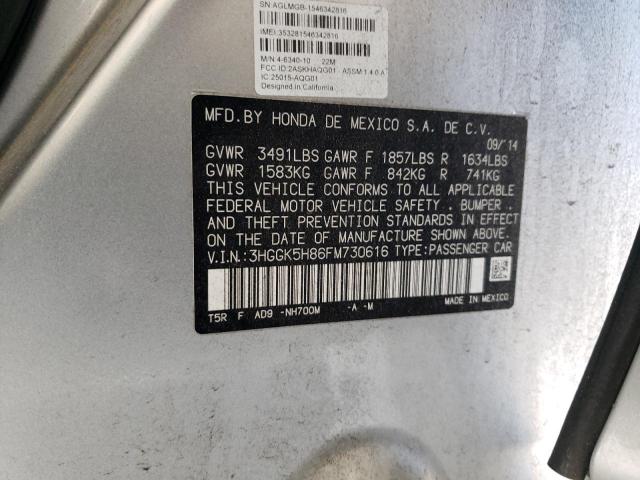 SN:AGLMGB-1546342816
IMEI:353281546342816
M/N:4-6340-10 22M
FCC ID:2ASKHAQG01 - ASSM 1.4.0.A
IC:25015-AQG01
Designed in California
MFD.BY HONDA DE MEXICO S.A. DE C.V.
09/'14
GVWR 3491LBS GAWR F 1857LBS R 1634LBS
GVWR 1583KG GAWR F 842KG R 741KG
THIS VEHICLE CONFORMS TO ALL APPLICABLE
FEDERAL MOTOR VEHICLE SAFETY . BUMPER .
AND THEFT PREVENTION STANDARDS IN EFFECT
ON THE DATE OF MANUFACTURE SHOWN ABOVE.
V.I.N.:3HGGK5H86FM730616 TYPE:PASSENGER CAR
T5R F AD9 -NH700M -A -M
MADE IN MEXICO